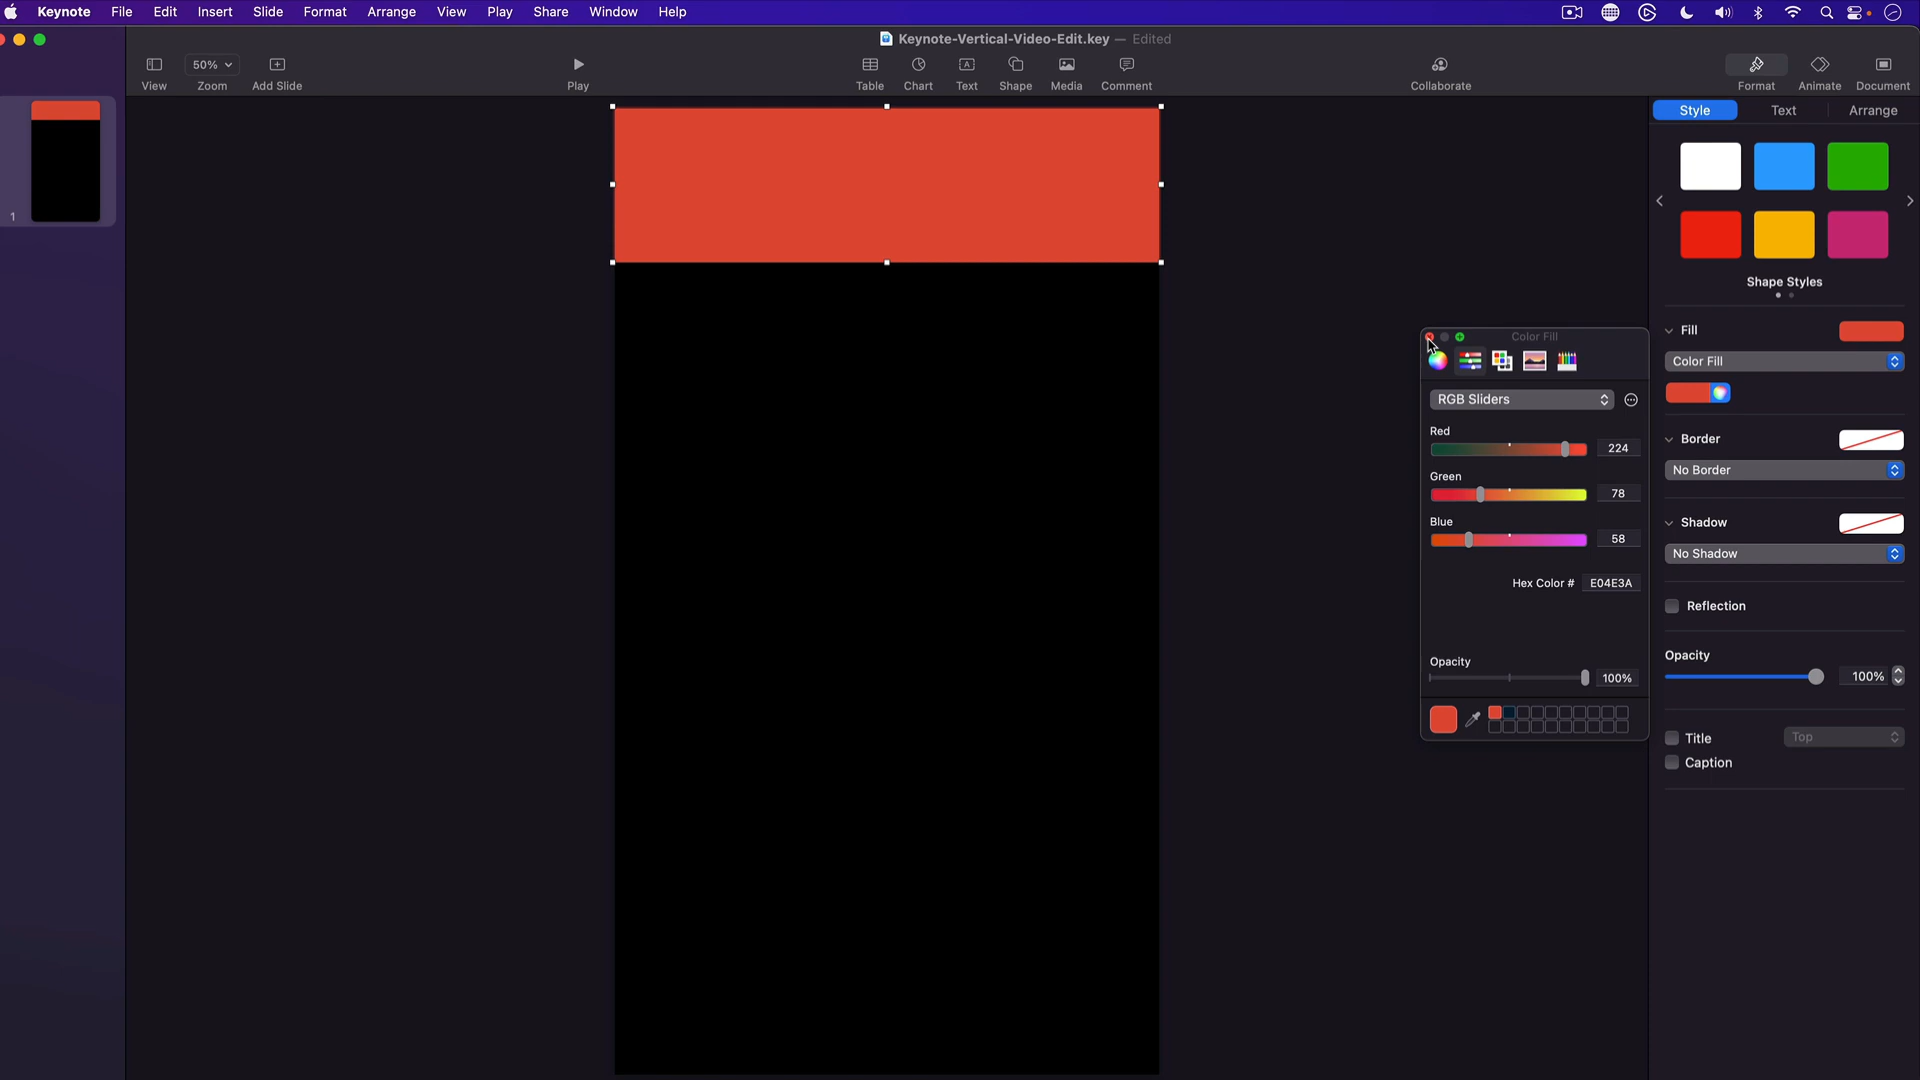 Keynote File Edit Insert Slide Format Arrange View Play Share Window Help
Keynote-Vertical-Video-Edit.key — Edited
50%
View Zoom Add Slide Play Table Chart Text Shape Media Comment Collaborate Format Animate Document
Style Text Arrange
1
Shape Styles
Fill
Color Fill
Border
No Border
Shadow
No Shadow
Reflection
Opacity
100%
Title Top
Caption
Color Fill
RGB Sliders
Red
224
Green
78
Blue
58
Hex Color # E04E3A
Opacity
100%